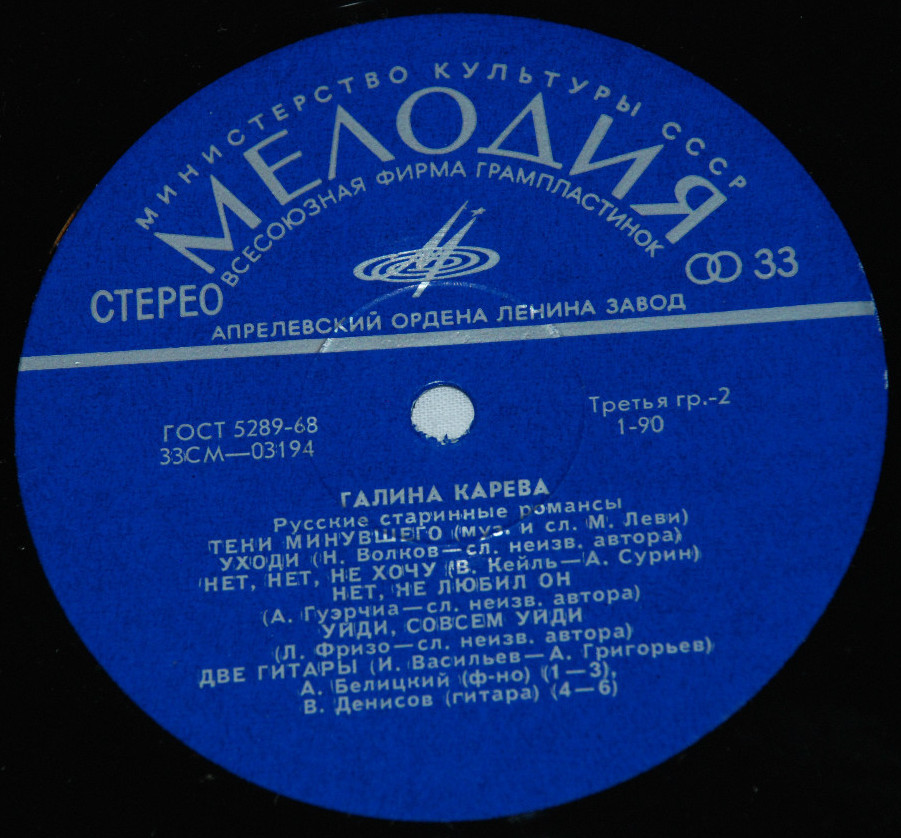 МИНИСТЕРСТВО КУЛЬТУРЫ СССР
МЕЛОДИЯ
ВСЕСОЮЗНАЯ ФИРМА ГРАМПЛАСТИНОК
СТЕРЕО
33
АПРЕЛЕВСКИЙ ОРДЕНА ЛЕНИНА ЗАВОД
ГОСТ 5289-68
33СМ—03194
Третья гр.-2
1-90
ГАЛИНА КАРЕВА
Русские старинные романсы
ТЕНИ МИНУВШЕГО (муз. и сл. М. Леви)
УХОДИ (Н. Волков—сл. неизв. автора)
НЕТ, НЕТ, НЕ ХОЧУ (В. Кейль—А. Сурин)
НЕТ, НЕ ЛЮБИЛ ОН
(А. Гуэрчиа—сл. неизв. автора)
УЙДИ, СОВСЕМ УЙДИ
(Л. Фризо—сл. неизв. автора)
ДВЕ ГИТАРЫ (И. Васильев—А. Григорьев)
А. Белицкий (ф-но) (1—3),
В. Денисов (гитара) (4—6)